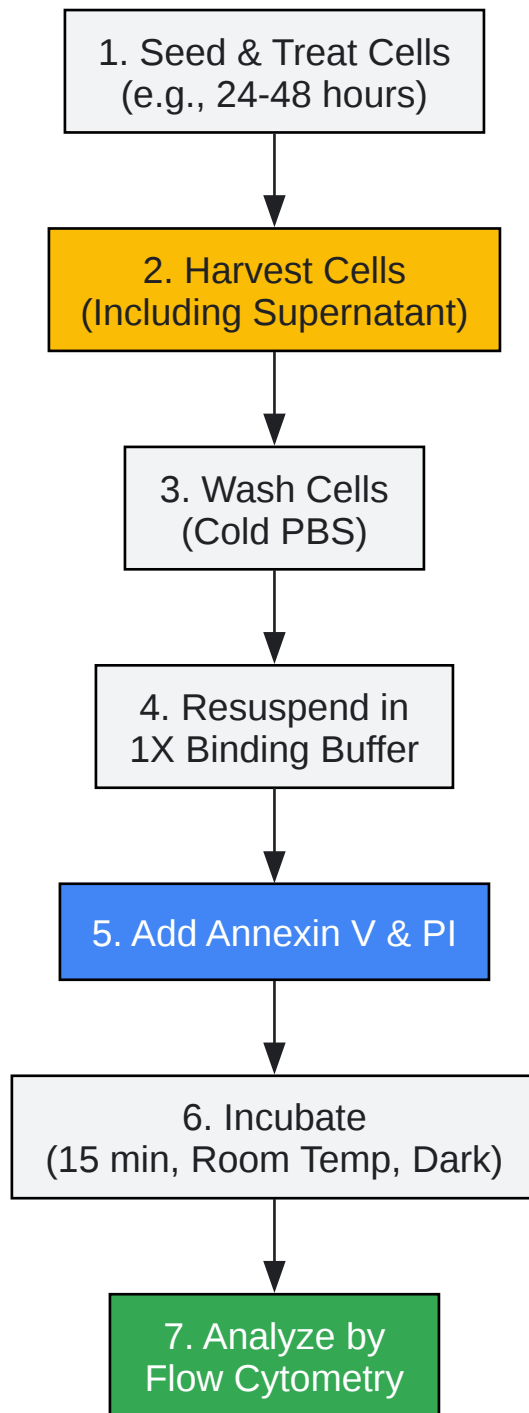 1. Seed & Treat Cells
(e.g., 24-48 hours)
2. Harvest Cells
(Including Supernatant)
3. Wash Cells
(Cold PBS)
4. Resuspend in
1X Binding Buffer
5. Add Annexin V & PI
6. Incubate
(15 min, Room Temp, Dark)
7. Analyze by
Flow Cytometry